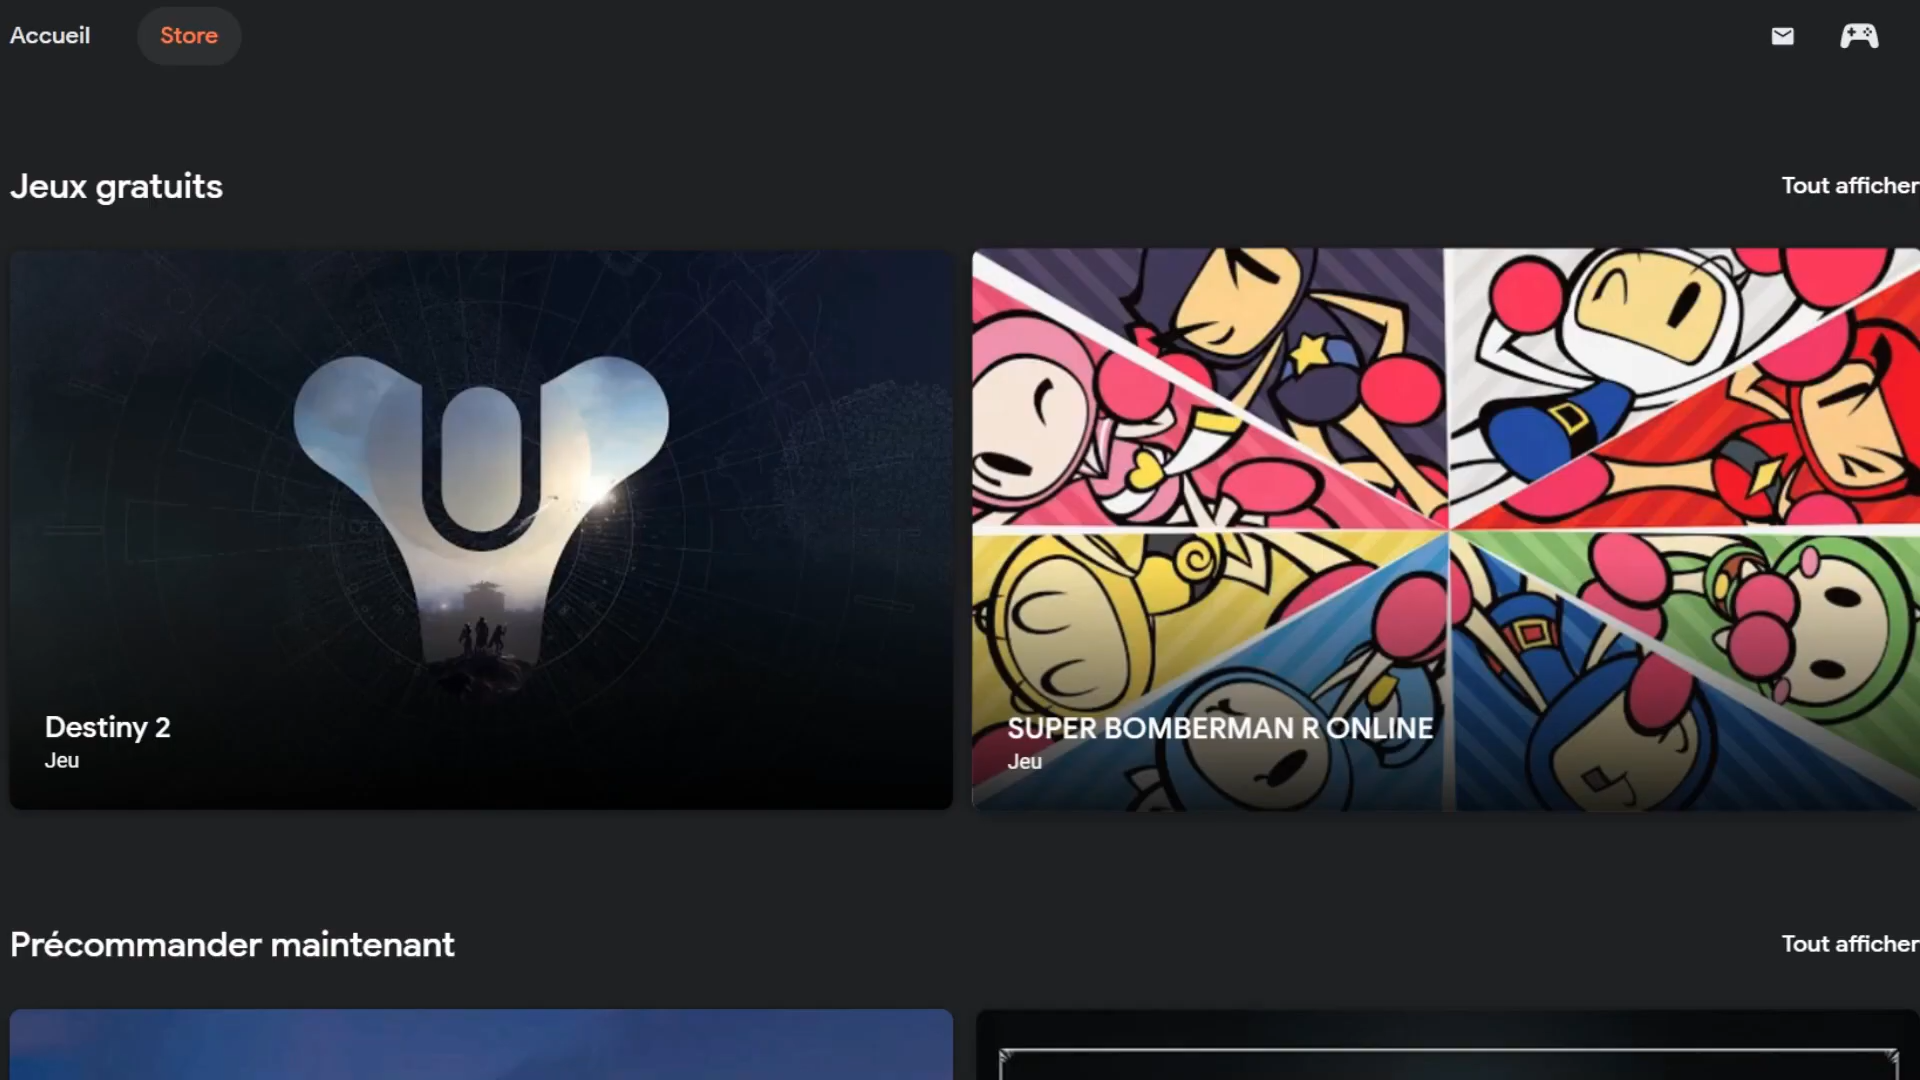 Accueil
Store
Jeux gratuits
Tout afficher
Destiny 2
Jeu
SUPER BOMBERMAN R ONLINE
Jeu
Précommander maintenant
Tout afficher